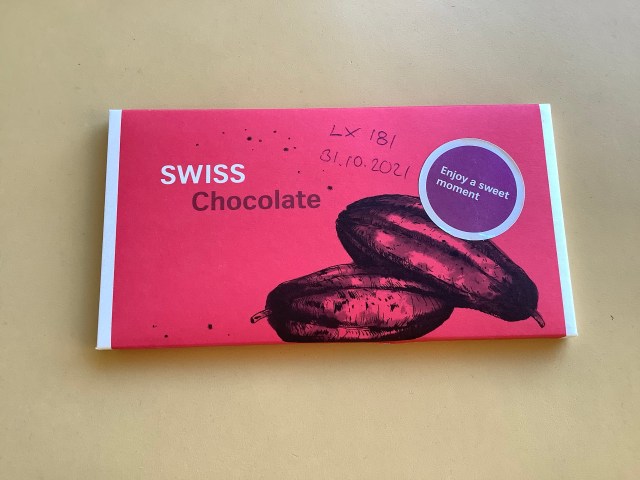 LX 181
31.10.2021
SWISS
Chocolate
Enjoy a sweet
moment